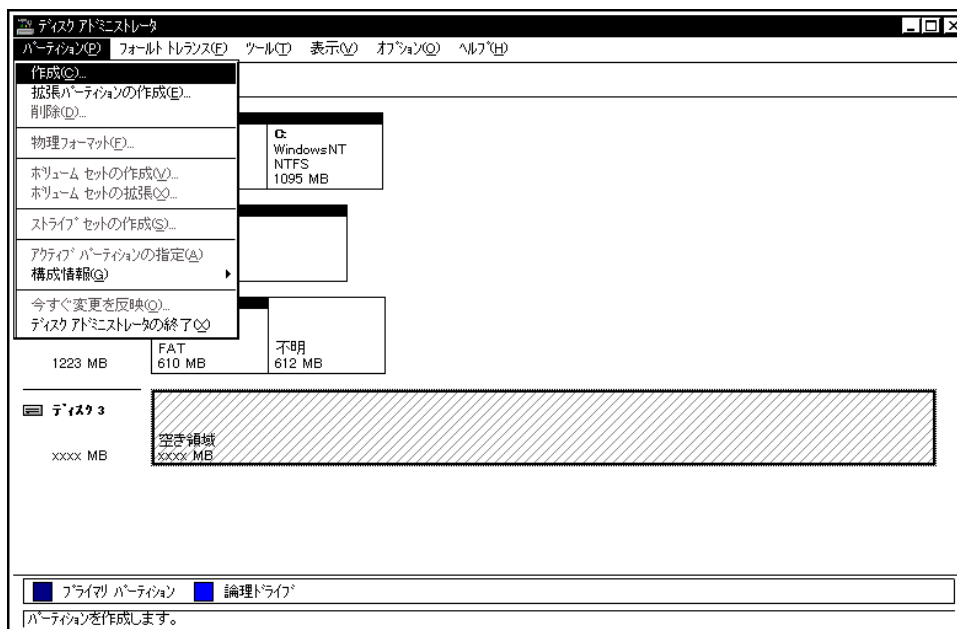 ディスク アドミニストレータ
パーティション(P) フォールト トレランス(F) ツール(T) 表示(V) オプション(O) ヘルプ(H)
作成(C)...
拡張パーティションの作成(E)...
削除(D)...
物理フォーマット(F)...
ボリューム セットの作成(V)...
ボリューム セットの拡張(X)...
ストライプ セットの作成(S)...
アクティブ パーティションの指定(A)
構成情報(G)
今すぐ変更を反映(O)...
ディスク アドミニストレータの終了(X)
C:
WindowsNT
NTFS
1095 MB
1223 MB
FAT
610 MB
不明
612 MB
ディスク 3
xxxx MB
空き領域
xxxx MB
プライマリ パーティション 論理ドライブ
パーティションを作成します。